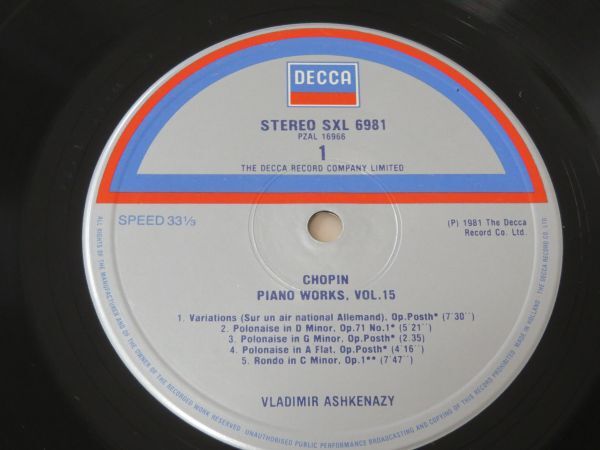 DECCA
STEREO SXL 6981
PZAL 16966
1
THE DECCA RECORD COMPANY LIMITED
SPEED 33⅓
(P) 1981 The Decca
Record Co. Ltd.
CHOPIN
PIANO WORKS, VOL.15
1. Variations (Sur un air national Allemand), Op.Posth* (7'30'')
2. Polonaise in D Minor, Op.71 No.1* (5 21'')
3. Polonaise in G Minor, Op.Posth* (2.35)
4. Polonaise in A Flat, Op.Posth* (4'16'')
5. Rondo in C Minor, Op.1** (7'47'')
VLADIMIR ASHKENAZY
ALL RIGHTS OF THE MANUFACTURER AND OF THE OWNER OF THE RECORDED WORK RESERVED. UNAUTHORISED PUBLIC PERFORMANCE BROADCASTING AND COPYING OF THIS RECORD PROHIBITED. MADE IN HOLLAND. THE DECCA RECORD CO. LTD.